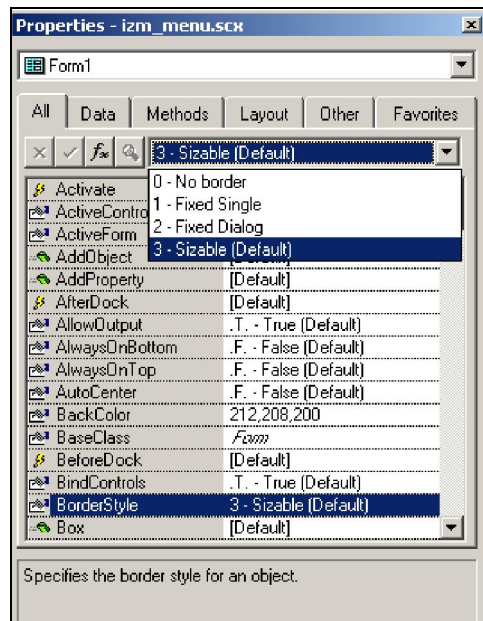 Properties - izm_menu.scx
Form1
All Data Methods Layout Other Favorites
3 - Sizable (Default)
0 - No border
1 - Fixed Single
2 - Fixed Dialog
3 - Sizable (Default)
Activate
ActiveContro
ActiveForm
AddObject [Default]
AddProperty [Default]
AfterDock [Default]
AllowOutput .T. - True (Default)
AlwaysOnBottom .F. - False (Default)
AlwaysOnTop .F. - False (Default)
AutoCenter .F. - False (Default)
BackColor 212,208,200
BaseClass Form
BeforeDock [Default]
BindControls .T. - True (Default)
BorderStyle 3 - Sizable (Default)
Box [Default]
Specifies the border style for an object.